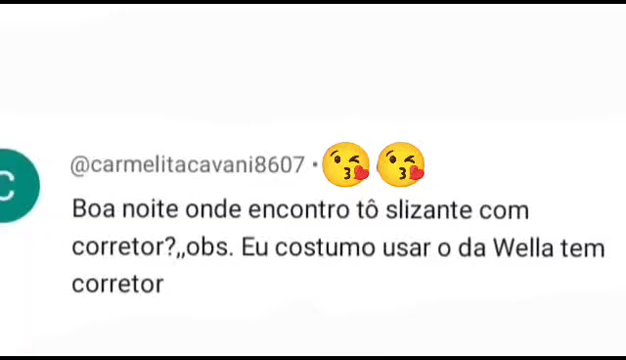 C
@carmelitacavani8607 •😘😘
Boa noite onde encontro tô slizante com
corretor?,,obs. Eu costumo usar o da Wella tem
corretor